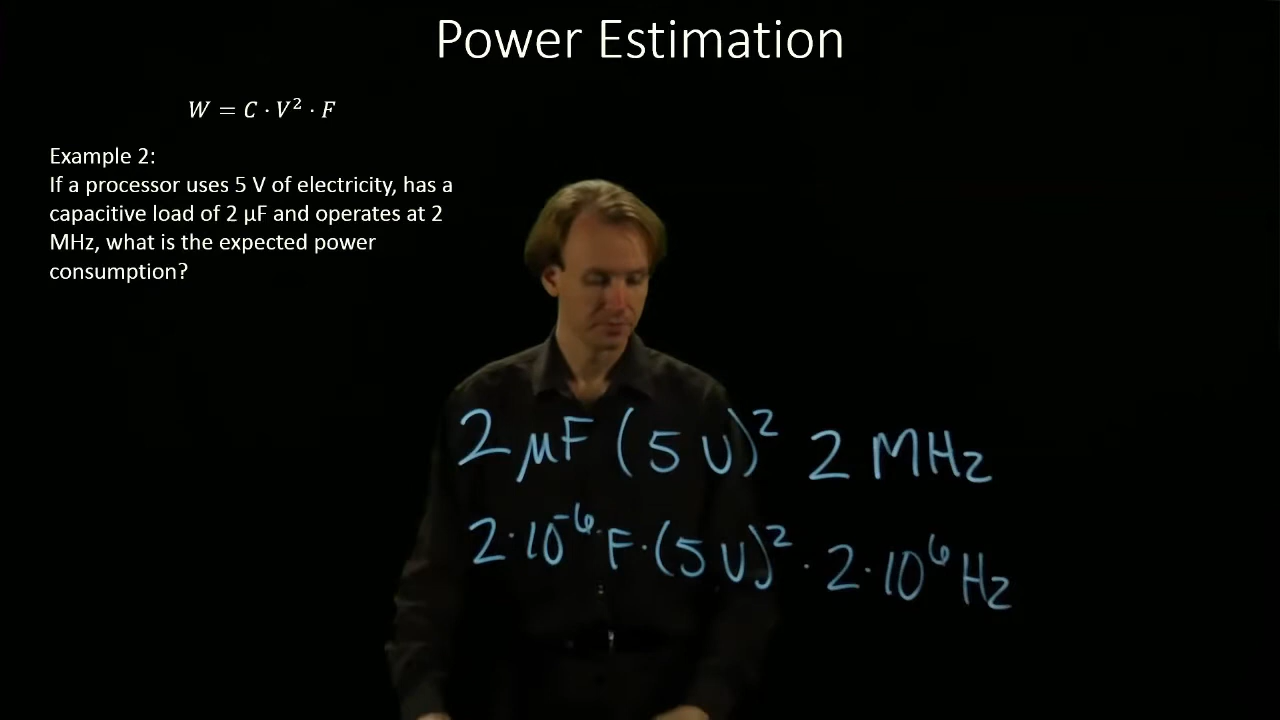 Power Estimation
W = C · V² · F
Example 2:
If a processor uses 5 V of electricity, has a
capacitive load of 2 μF and operates at 2
MHz, what is the expected power
consumption?
2 μF (5 V)² 2 MHz
2·10⁻⁶· F·(5 V)² · 2·10⁶ Hz